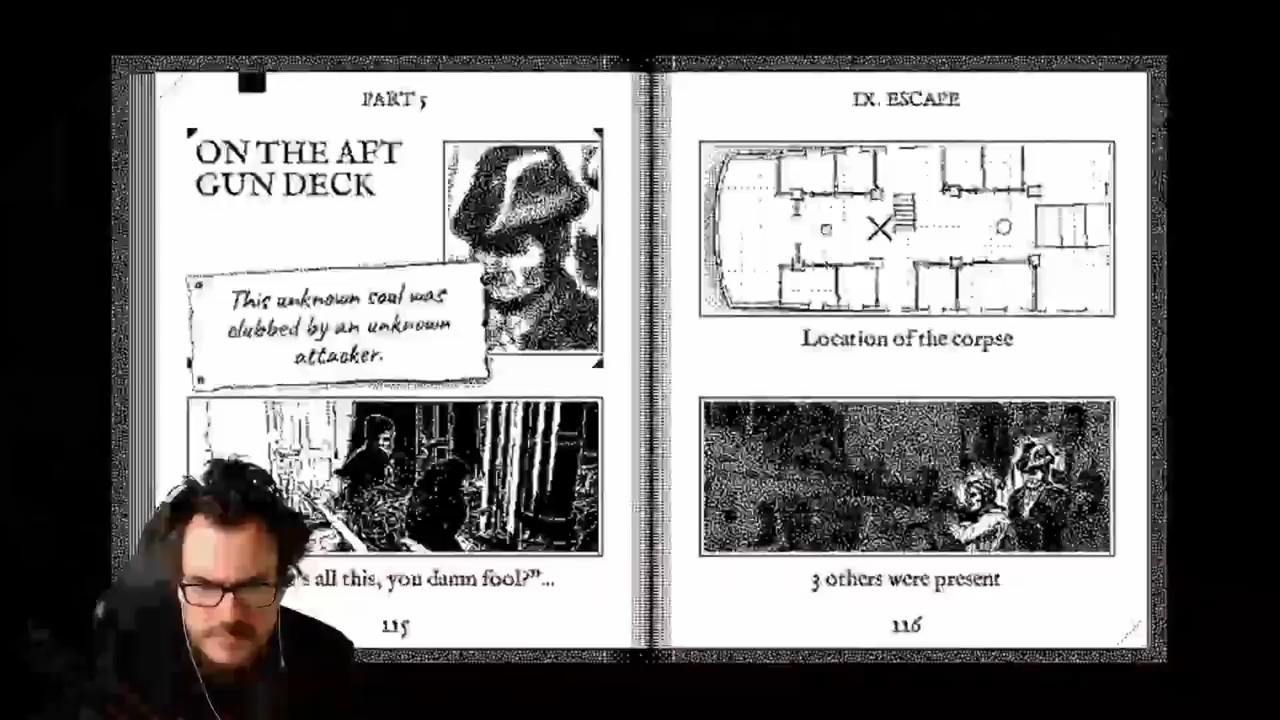 PART 5
ON THE AFT
GUN DECK
This unknown soul was
clubbed by an unknown
attacker.
's all this, you damn fool?"...
115
IX. ESCAPE
Location of the corpse
3 others were present
116